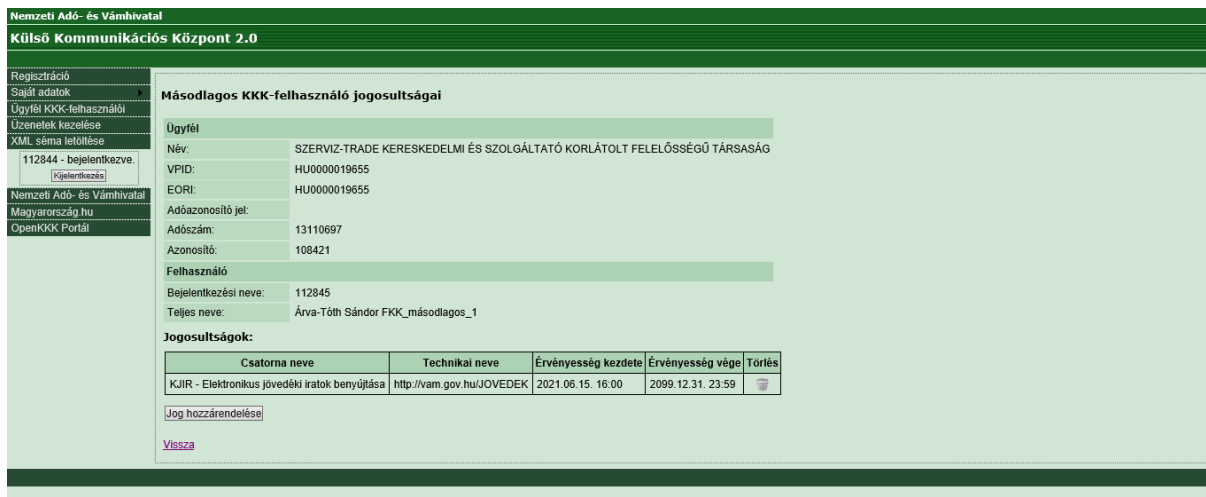 Nemzeti Adó- és Vámhivatal
Külső Kommunikációs Központ 2.0
Regisztráció
Saját adatok
Ügyfél KKK-felhasználói
Üzenetek kezelése
XML séma letöltése
112844 - bejelentkezve.
Kijelentkezés
Nemzeti Adó- és Vámhivatal
Magyarország.hu
OpenKKK Portál
Másodlagos KKK-felhasználó jogosultságai
Ügyfél
Név: SZERVIZ-TRADE KERESKEDELMI ÉS SZOLGÁLTATÓ KORLÁTOLT FELELŐSSÉGŰ TÁRSASÁG
VPID: HU0000019655
EORI: HU0000019655
Adóazonosító jel:
Adószám: 13110697
Azonosító: 108421
Felhasználó
Bejelentkezési neve: 112845
Teljes neve: Árva-Tóth Sándor FKK_másodlagos_1
Jogosultságok:
Csatorna neve Technikai neve Érvényesség kezdete Érvényesség vége Törlés
KJIR - Elektronikus jövedéki iratok benyújtása http://vam.gov.hu/JOVEDEK 2021.06.15. 16:00 2099.12.31. 23:59
Jog hozzárendelése
Vissza